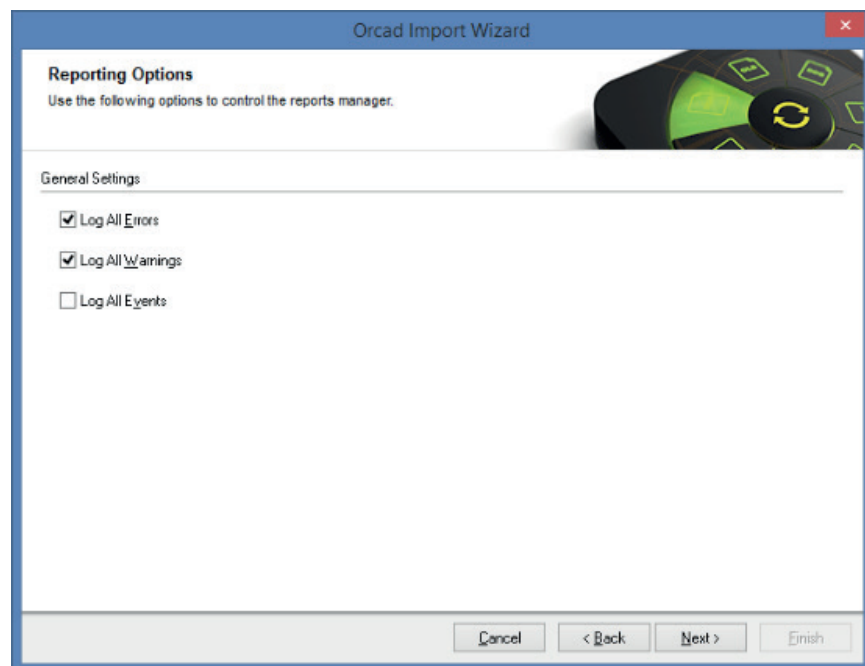 Orcad Import Wizard
Reporting Options
Use the following options to control the reports manager.
General Settings
Log All Errors
Log All Warnings
Log All Events
Cancel
< Back
Next >
Finish